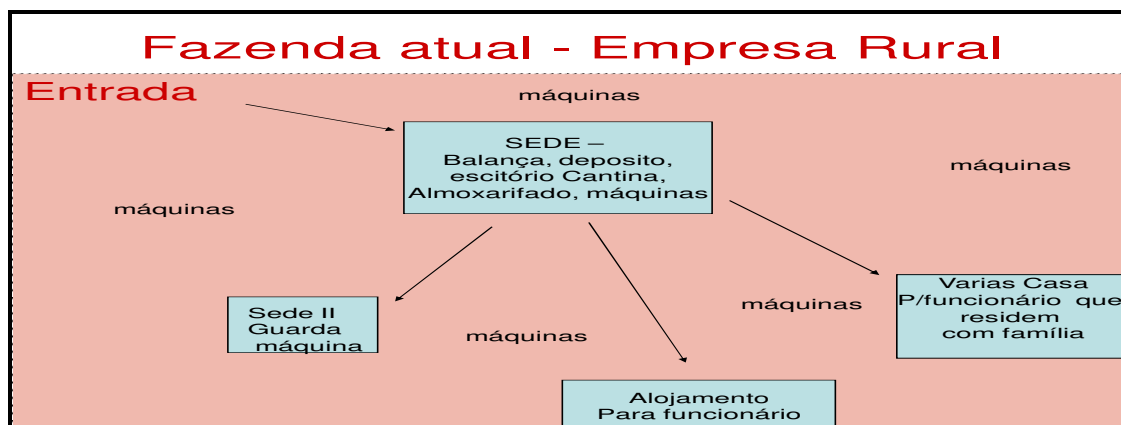 Fazenda atual - Empresa Rural
Entrada
máquinas
SEDE –
Balança, deposito,
escitório Cantina,
Almoxarifado, máquinas
máquinas
máquinas
Varias Casa
P/funcionário que
residem
com família
máquinas
Sede II
Guarda
máquina
máquinas
Alojamento
Para funcionário